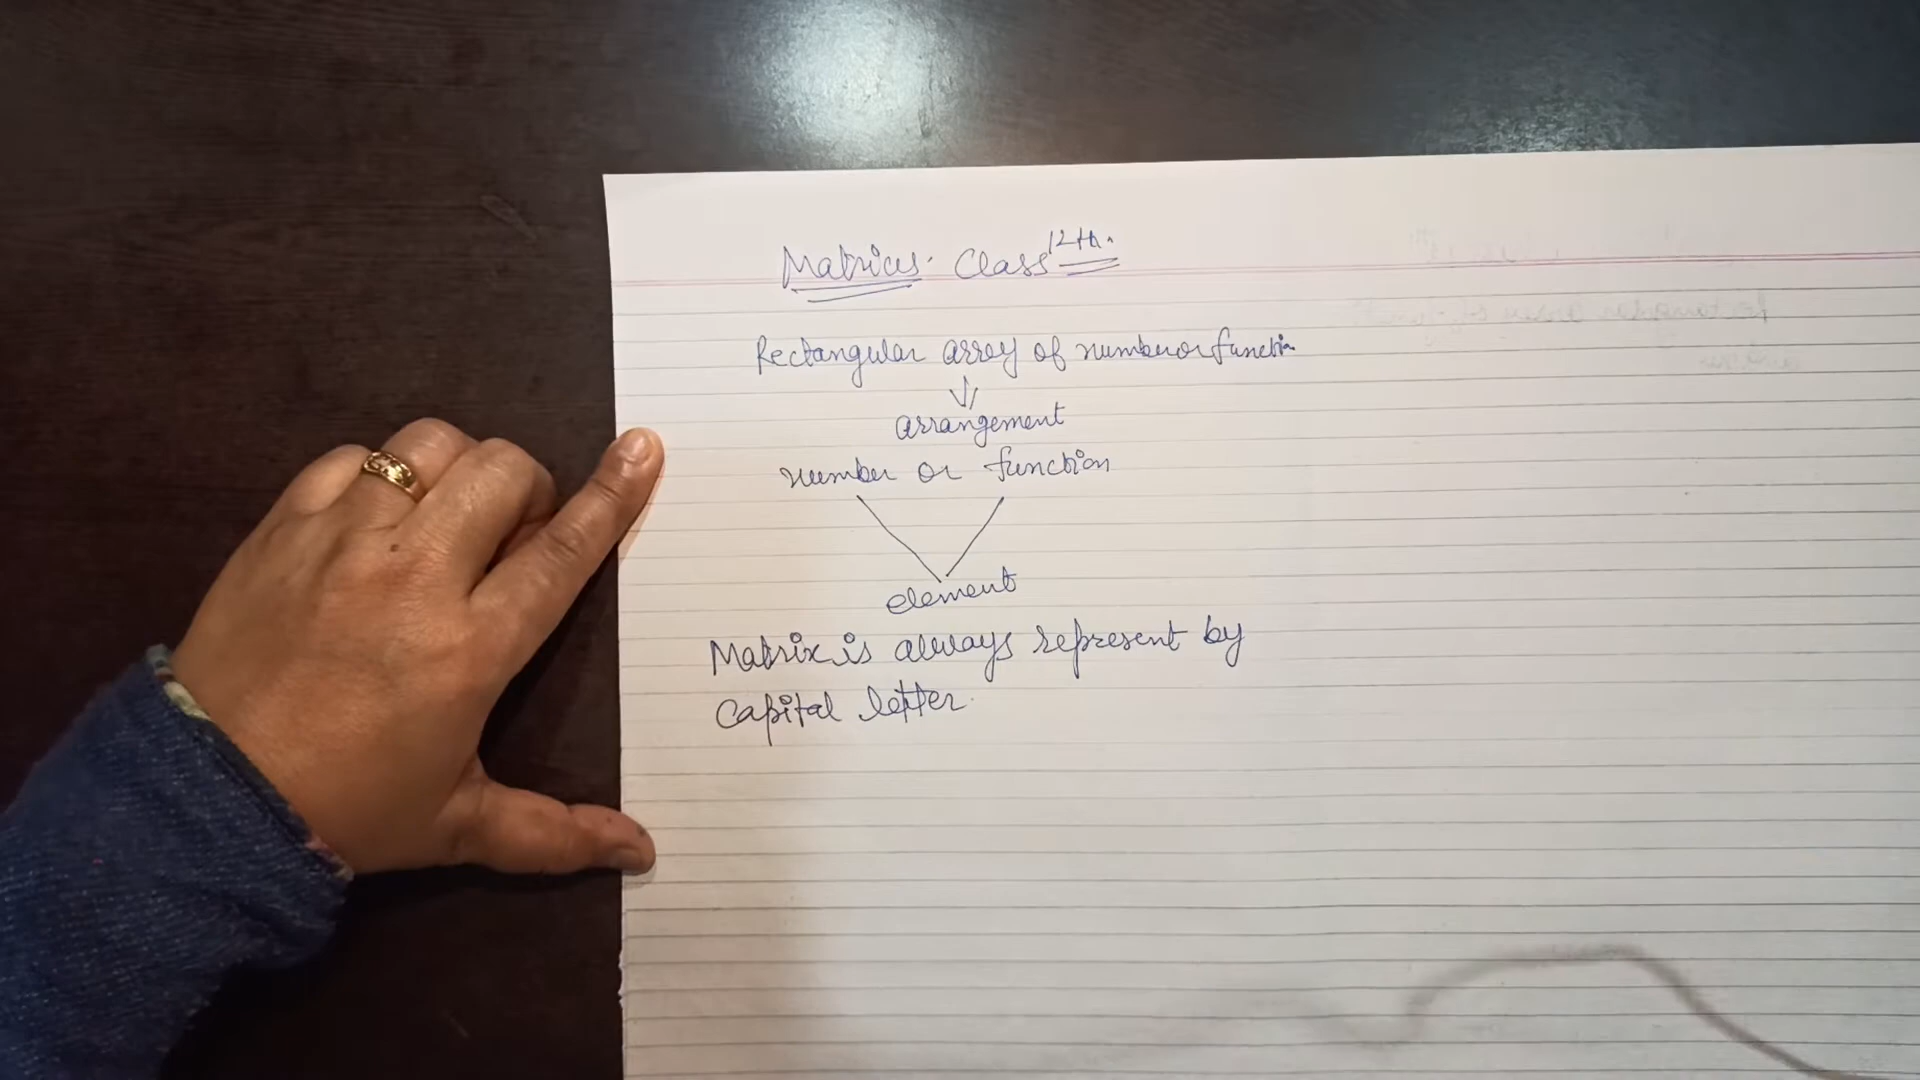 Matrices. Class 12th.
Rectangular array of number or function
arrangement
number or function
element
Matrix is always represent by
Capital letter.